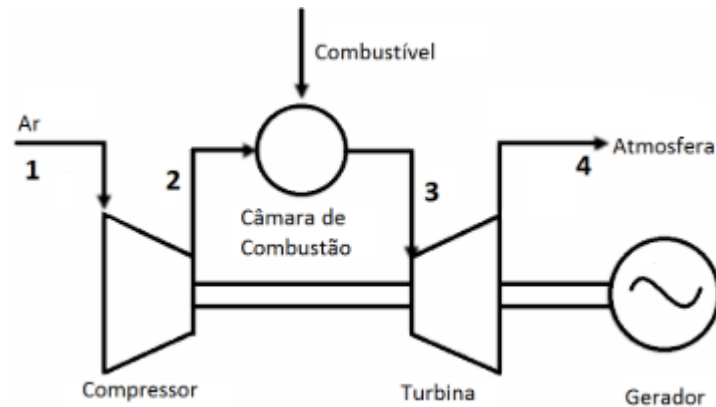 Combustível
Ar
1
2
3
4
Atmosfera
Câmara de
Combustão
Compressor
Turbina
Gerador